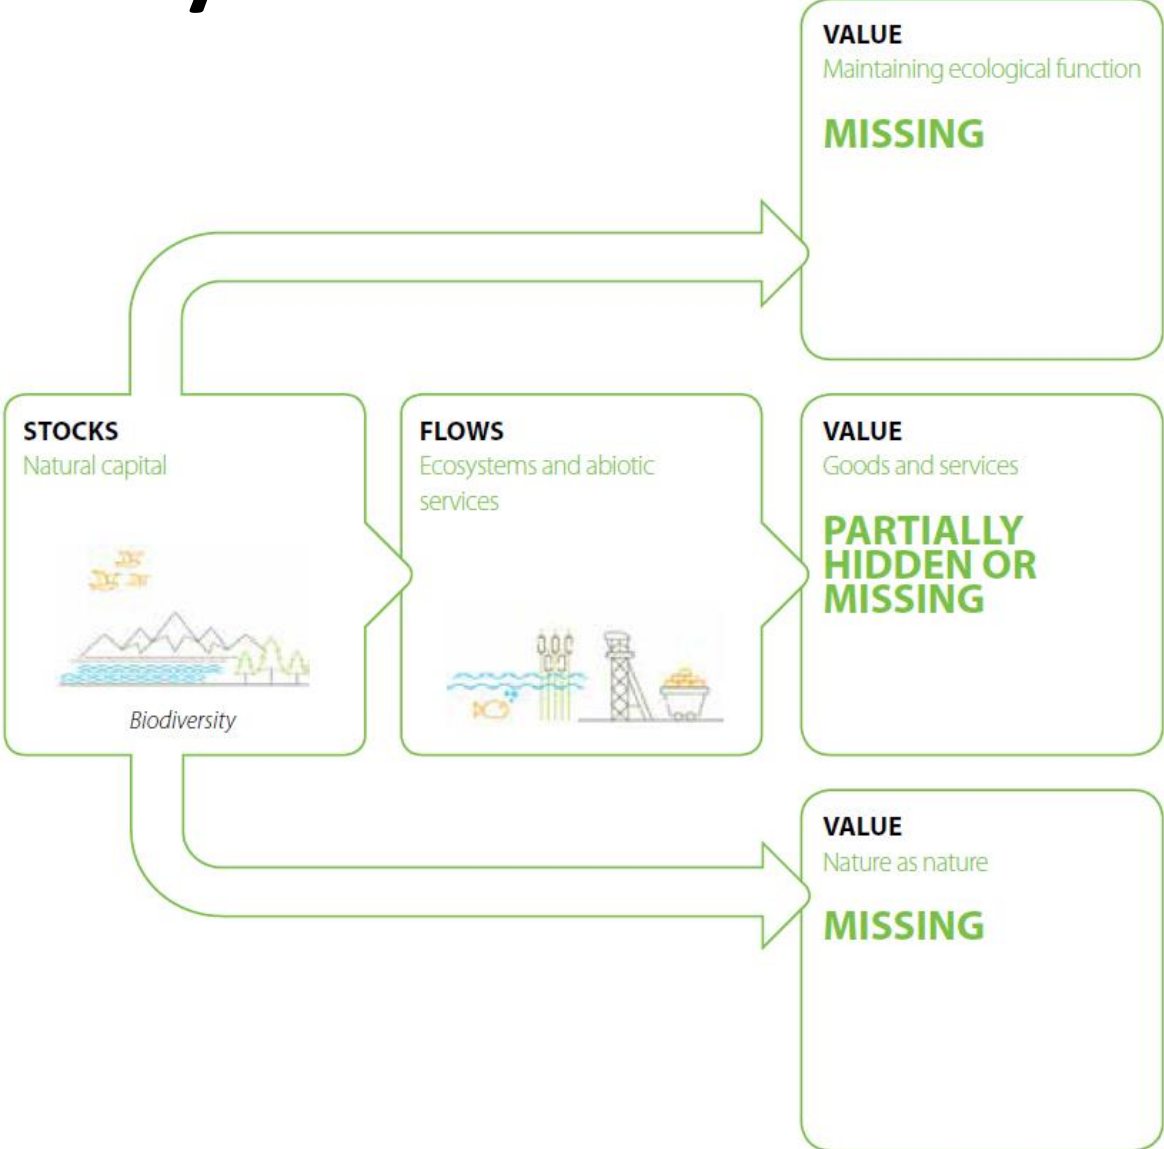 VALUE
Maintaining ecological function
MISSING
STOCKS
Natural capital
Biodiversity
FLOWS
Ecosystems and abiotic
services
VALUE
Goods and services
PARTIALLY
HIDDEN OR
MISSING
VALUE
Nature as nature
MISSING